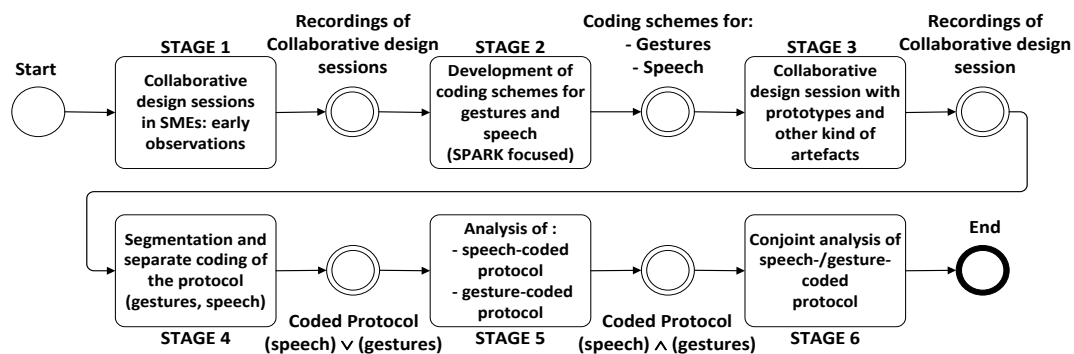 Start
STAGE 1
Collaborative
design sessions
in SMEs: early
observations
Recordings of
Collaborative design
sessions
STAGE 2
Development of
coding schemes for
gestures and
speech
(SPARK focused)
Coding schemes for:
- Gestures
- Speech
STAGE 3
Collaborative
design session with
prototypes and
other kind of
artefacts
Recordings of
Collaborative design
session
Segmentation and
separate coding of
the protocol
(gestures, speech)
STAGE 4
Coded Protocol
(speech) ∨ (gestures)
Analysis of :
- speech-coded
protocol
- gesture-coded
protocol
STAGE 5
Coded Protocol
(speech) ∧ (gestures)
Conjoint analysis of
speech-/gesture-
coded
protocol
STAGE 6
End